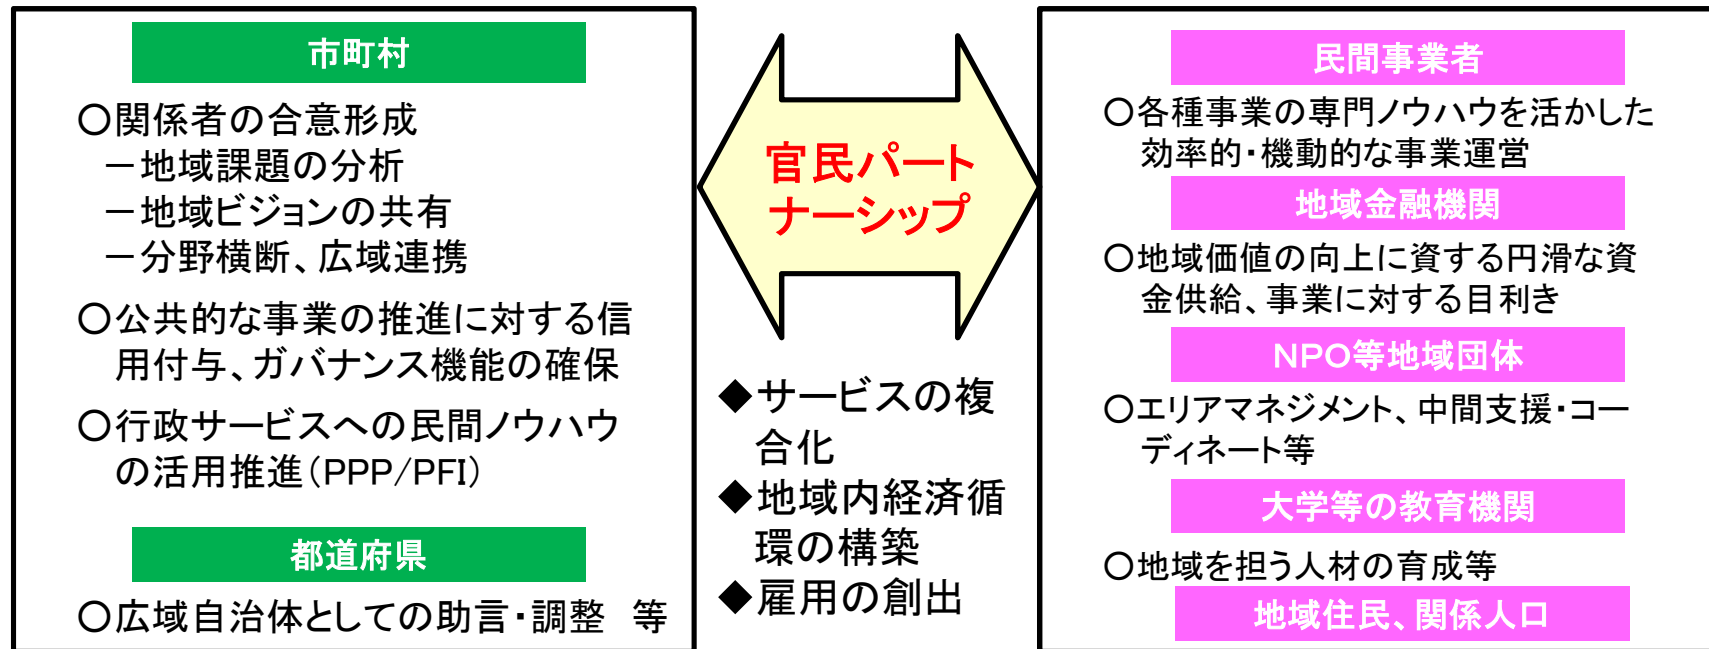 市町村
○関係者の合意形成
－地域課題の分析
－地域ビジョンの共有
－分野横断、広域連携
○公共的な事業の推進に対する信
用付与、ガバナンス機能の確保
○行政サービスへの民間ノウハウ
の活用推進（PPP/PFI）
都道府県
○広域自治体としての助言・調整　等
官民パート
ナーシップ
◆サービスの複
合化
◆地域内経済循
環の構築
◆雇用の創出
民間事業者
○各種事業の専門ノウハウを活かした
効率的・機動的な事業運営
地域金融機関
○地域価値の向上に資する円滑な資
金供給、事業に対する目利き
NPO等地域団体
○エリアマネジメント、中間支援・コー
ディネート等
大学等の教育機関
○地域を担う人材の育成等
地域住民、関係人口